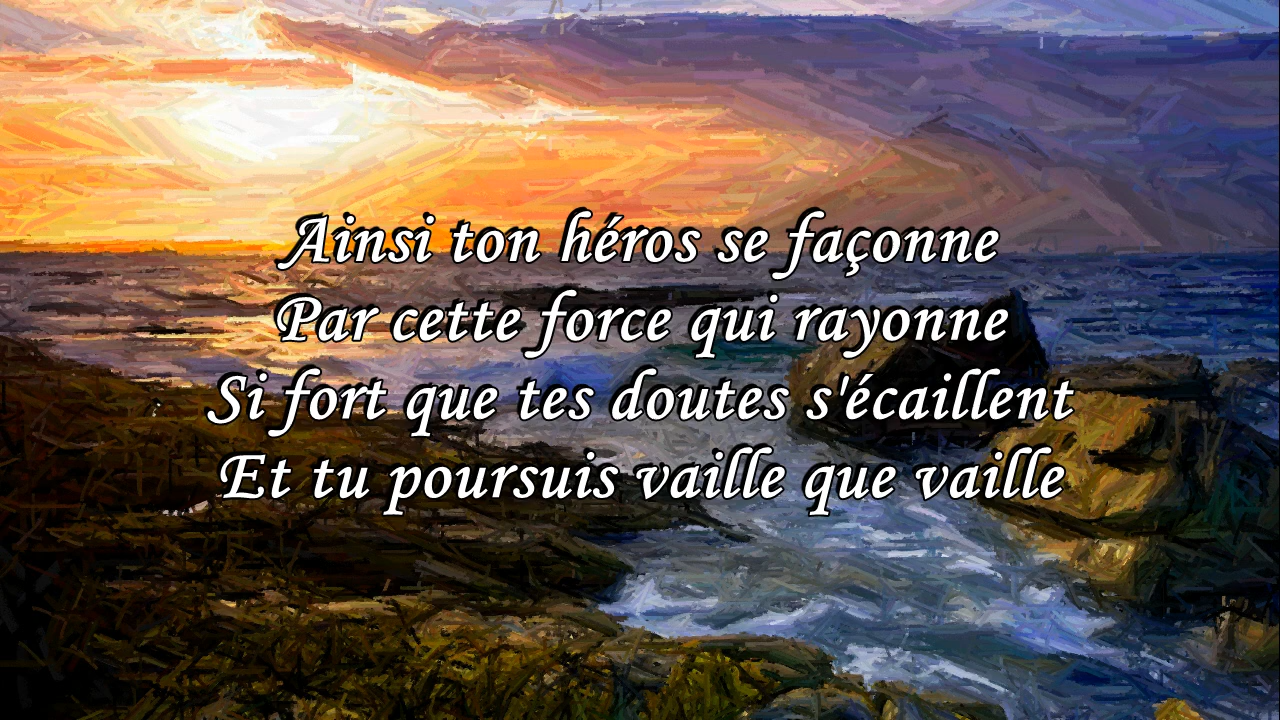 Ainsi ton héros se façonne
Par cette force qui rayonne
Si fort que tes doutes s'écaillent
Et tu poursuis vaille que vaille